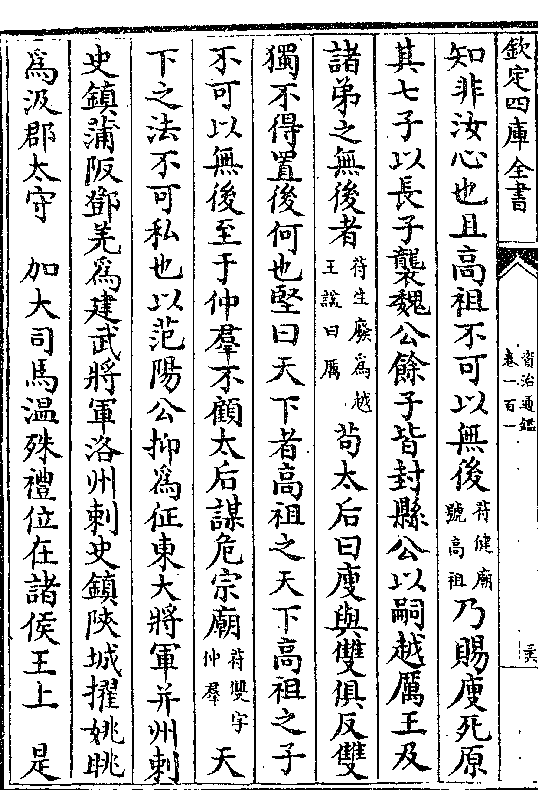 欽定四庫全書
資治通鑑
卷一百一
知非汝心也且高祖不可以無後苻健廟號高祖乃賜廋死原
其七子以長子襲魏公餘子皆封縣公以嗣越厲王及
諸弟之無後者苻生廢為越王諡曰厲苟太后曰廋與雙俱反雙
獨不得置後何也堅曰天下者高祖之天下高祖之子
不可以無後至于仲羣不顧太后謀危宗廟苻雙字仲羣天
下之法不可私也以范陽公抑為征東大將軍并州刺
史鎮蒲阪鄧羌為建武將軍洛州刺史鎮陜城擢姚眺
為汲郡太守 加大司馬温殊禮位在諸侯王上 是